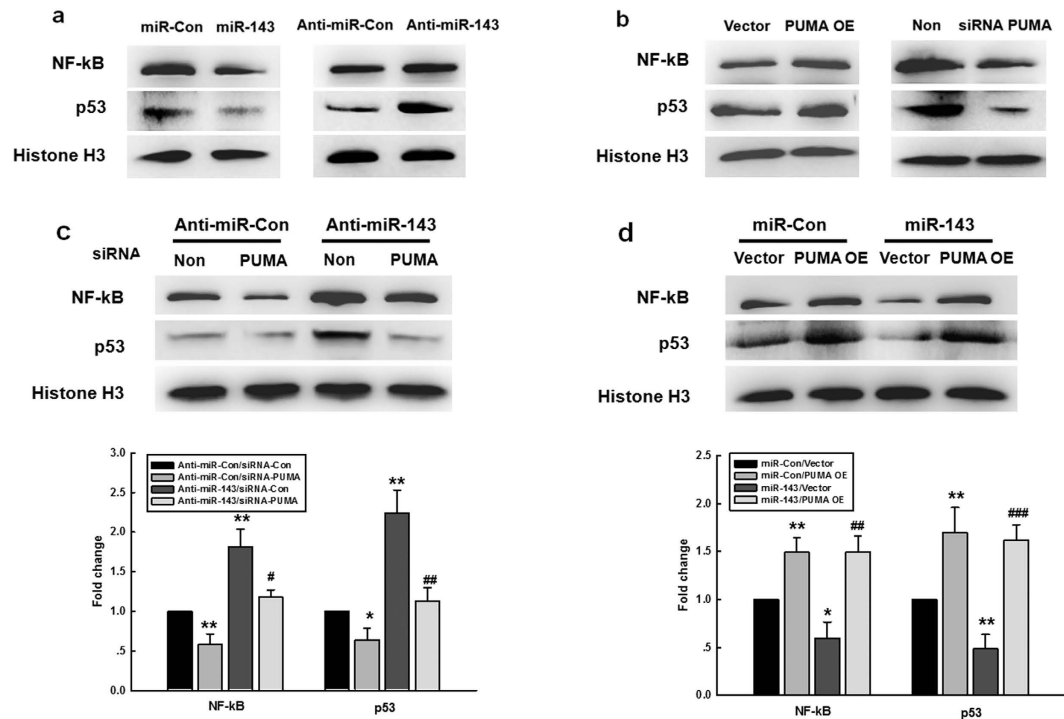 a
miR-Con miR-143 Anti-miR-Con Anti-miR-143
NF-kB
p53
Histone H3
b
Vector PUMA OE Non siRNA PUMA
NF-kB
p53
Histone H3
c
Anti-miR-Con Anti-miR-143
siRNA Non PUMA Non PUMA
NF-kB
p53
Histone H3
Fold change
3.0
2.5
2.0
1.5
1.0
.5
0.0
Anti-miR-Con/siRNA-Con
Anti-miR-Con/siRNA-PUMA
Anti-miR-143/siRNA-Con
Anti-miR-143/siRNA-PUMA
** ** # * ** ##
NF-kB p53
d
miR-Con miR-143
Vector PUMA OE Vector PUMA OE
NF-kB
p53
Histone H3
Fold change
2.5
2.0
1.5
1.0
.5
0.0
miR-Con/Vector
miR-Con/PUMA OE
miR-143/Vector
miR-143/PUMA OE
** * ## ** ** ###
NF-kB p53